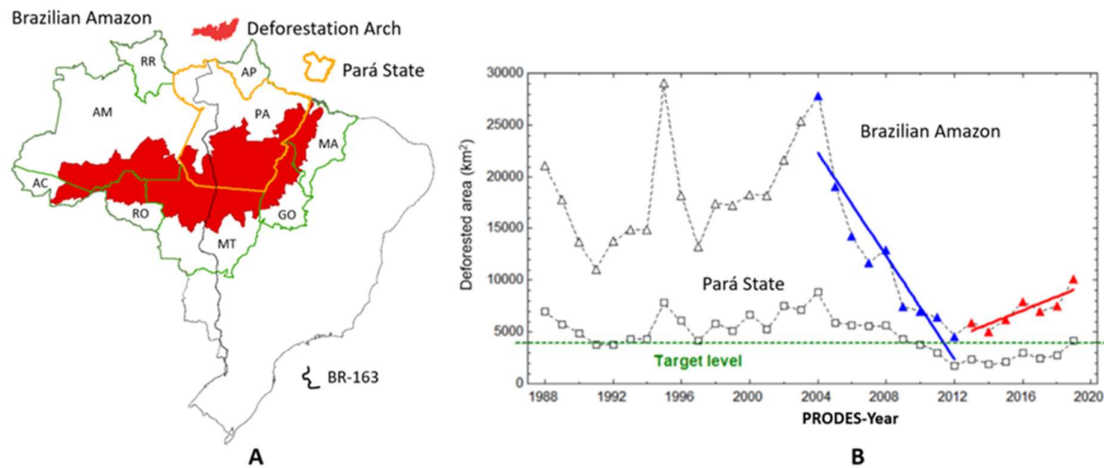 Brazilian Amazon
Deforestation Arch
Pará State
RR
AP
AM
PA
MA
AC
RO
GO
MT
BR-163
A
30000
25000
20000
15000
10000
5000
0
Deforested area (km²)
Brazilian Amazon
Pará State
Target level
1988 1992 1996 2000 2004 2008 2012 2016 2020
PRODES-Year
B